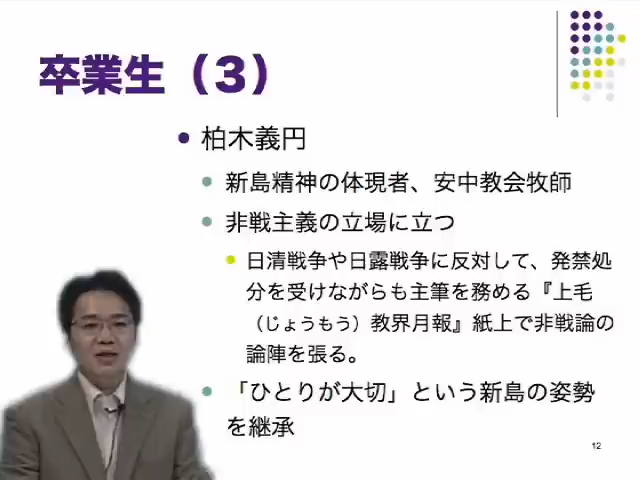 卒業生（3）
柏木義円
新島精神の体現者、安中教会牧師
非戦主義の立場に立つ
日清戦争や日露戦争に反対して、発禁処
分を受けながらも主筆を務める『上毛
（じょうもう）教界月報』紙上で非戦論の
論陣を張る。
「ひとりが大切」という新島の姿勢
を継承
12